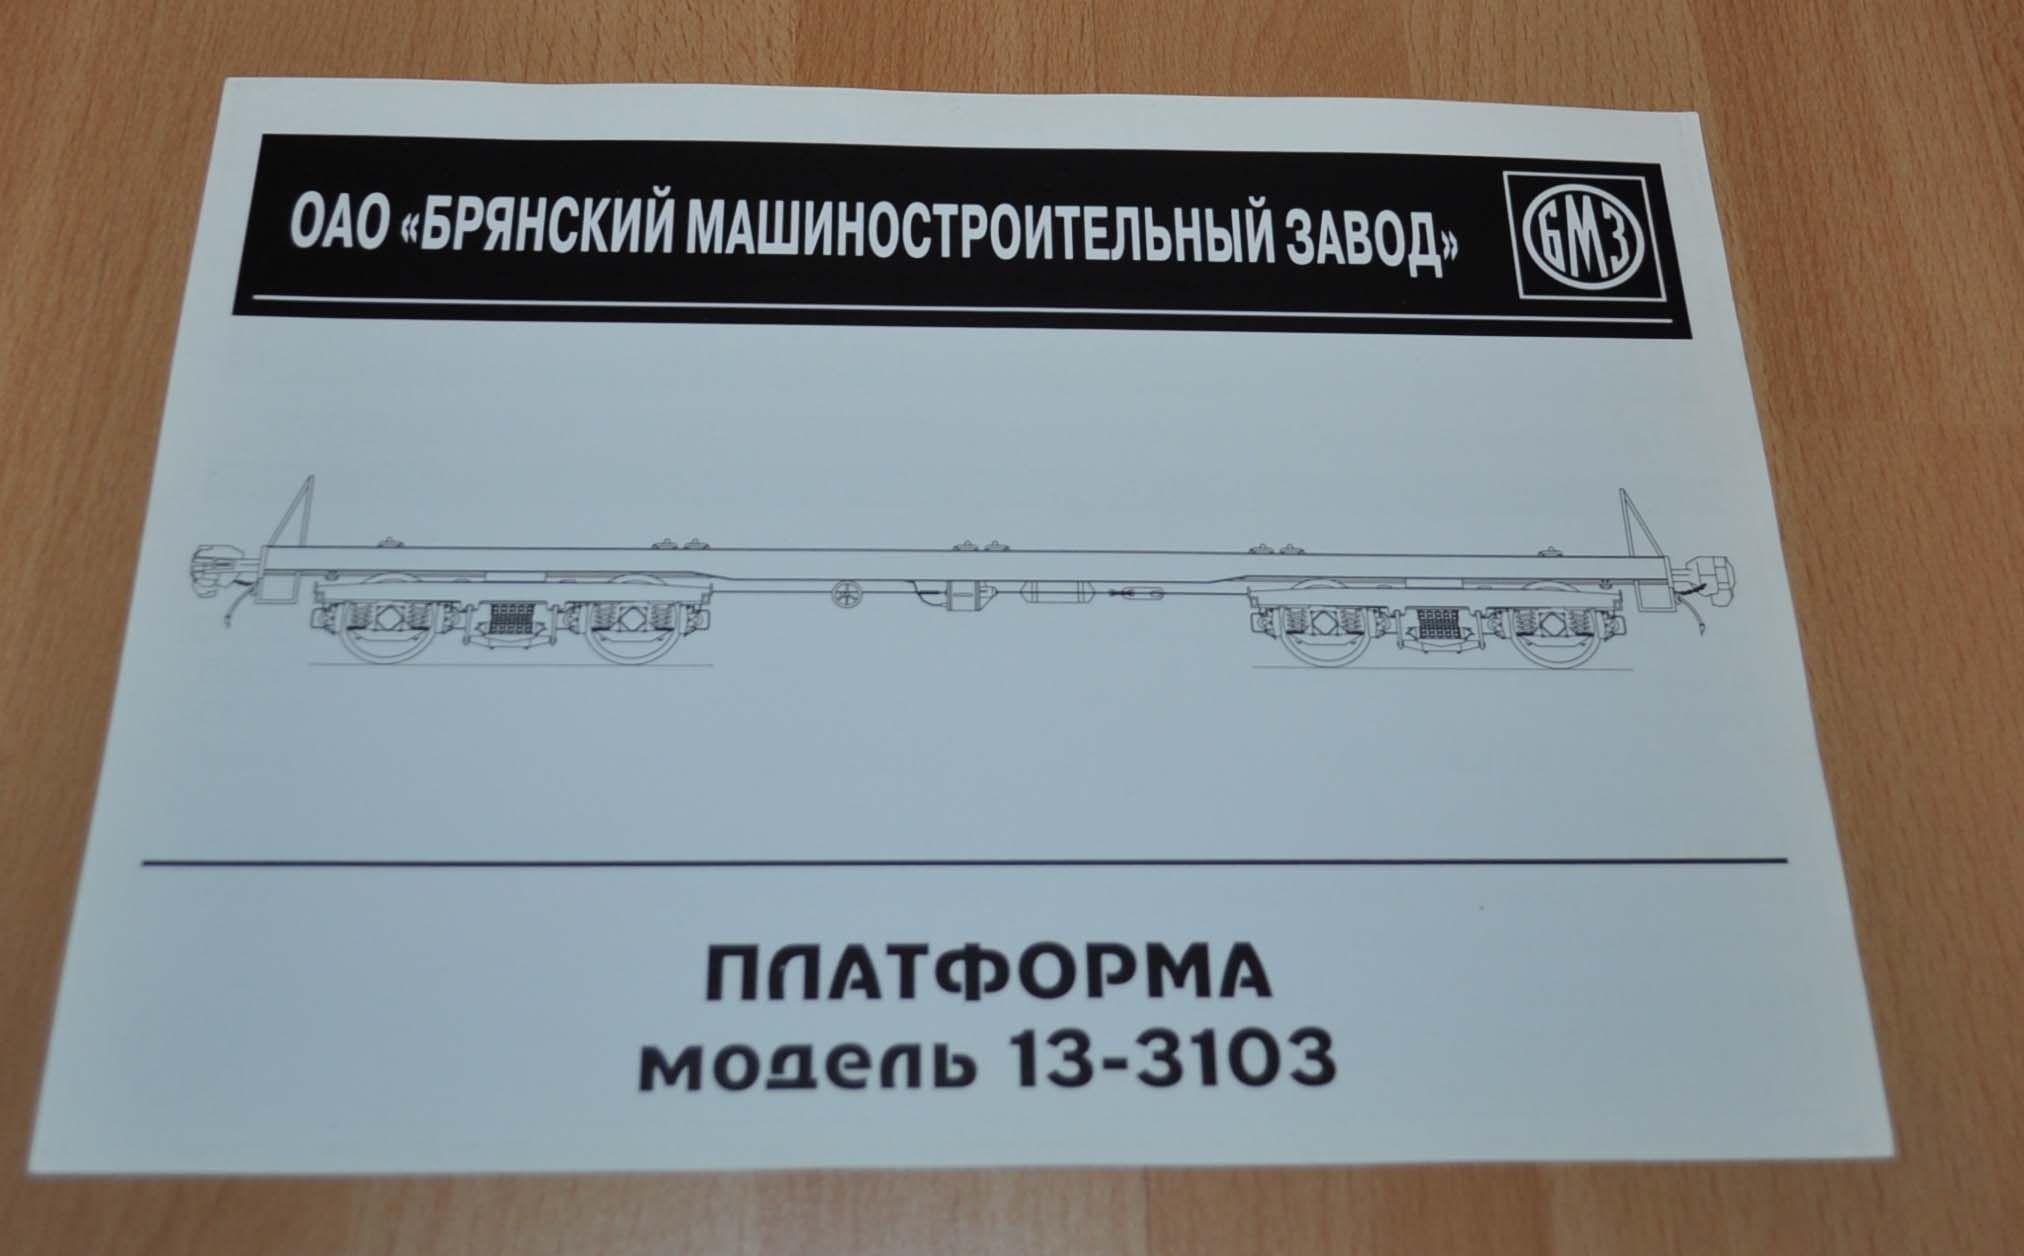 ОАО «БРЯНСКИЙ МАШИНОСТРОИТЕЛЬНЫЙ ЗАВОД»
БМЗ
ПЛАТФОРМА
модель 13-3103